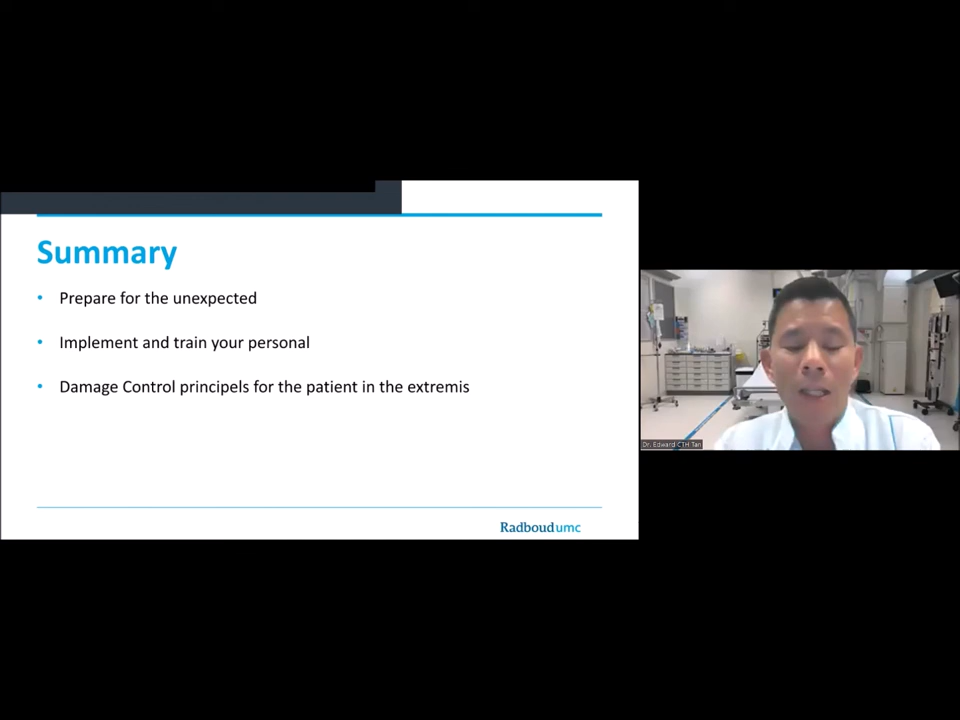 Summary
• Prepare for the unexpected
• Implement and train your personal
• Damage Control principels for the patient in the extremis
Radboudumc
Dr. Edward CTH Tan